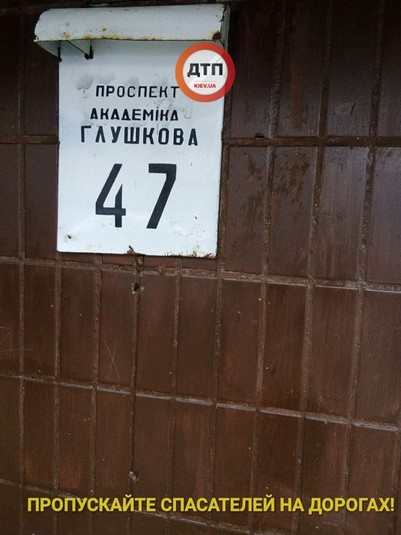 ДТП
KIEV.UA
ПРОСПЕКТ
АКАДЕМІКА
ГЛУШКОВА
47
ПРОПУСКАЙТЕ СПАСАТЕЛЕЙ НА ДОРОГАХ!